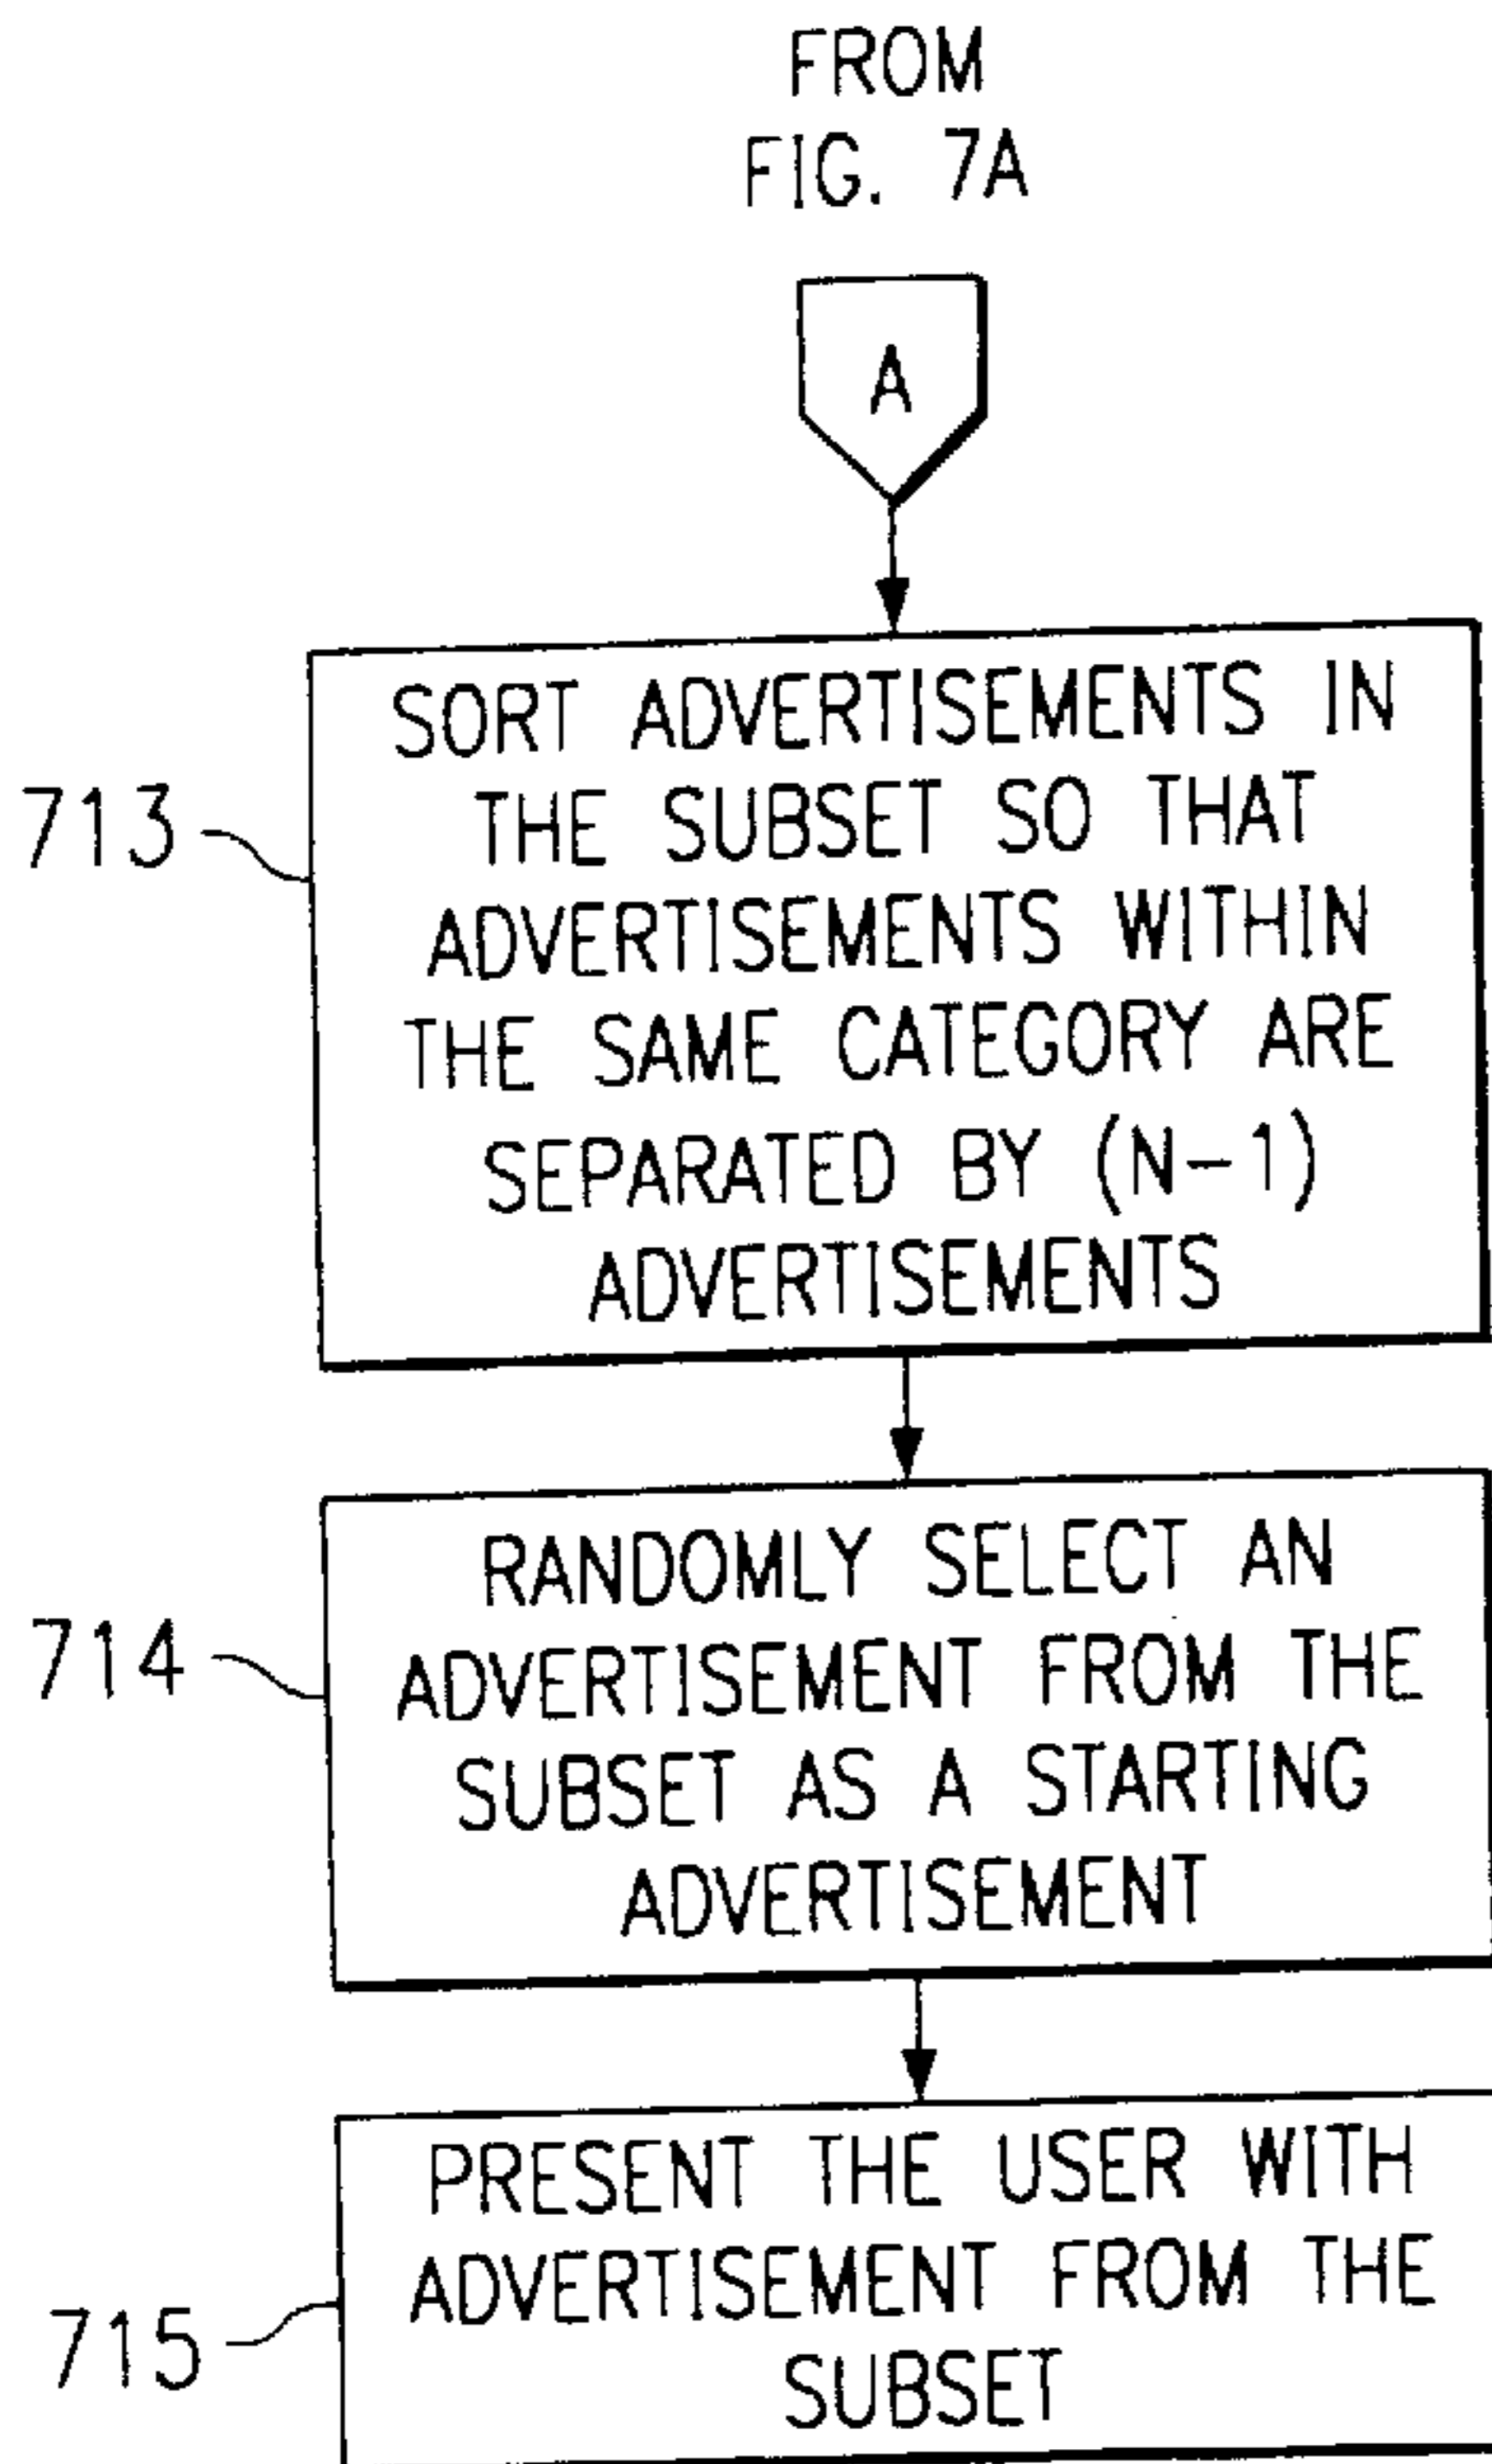 FROM
FIG. 7A
A
713
SORT ADVERTISEMENTS IN
THE SUBSET SO THAT
ADVERTISEMENTS WITHIN
THE SAME CATEGORY ARE
SEPARATED BY (N-1)
ADVERTISEMENTS
714
RANDOMLY SELECT AN
ADVERTISEMENT FROM THE
SUBSET AS A STARTING
ADVERTISEMENT
715
PRESENT THE USER WITH
ADVERTISEMENT FROM THE
SUBSET